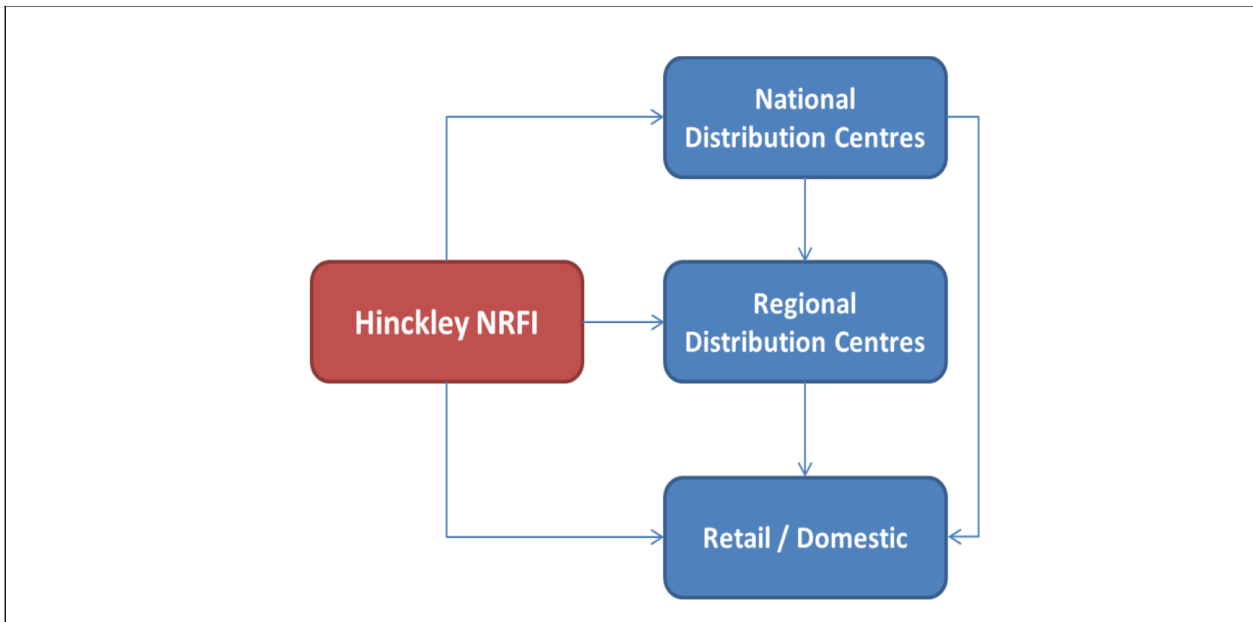 National
Distribution Centres
Hinckley NRFI
Regional
Distribution Centres
Retail / Domestic